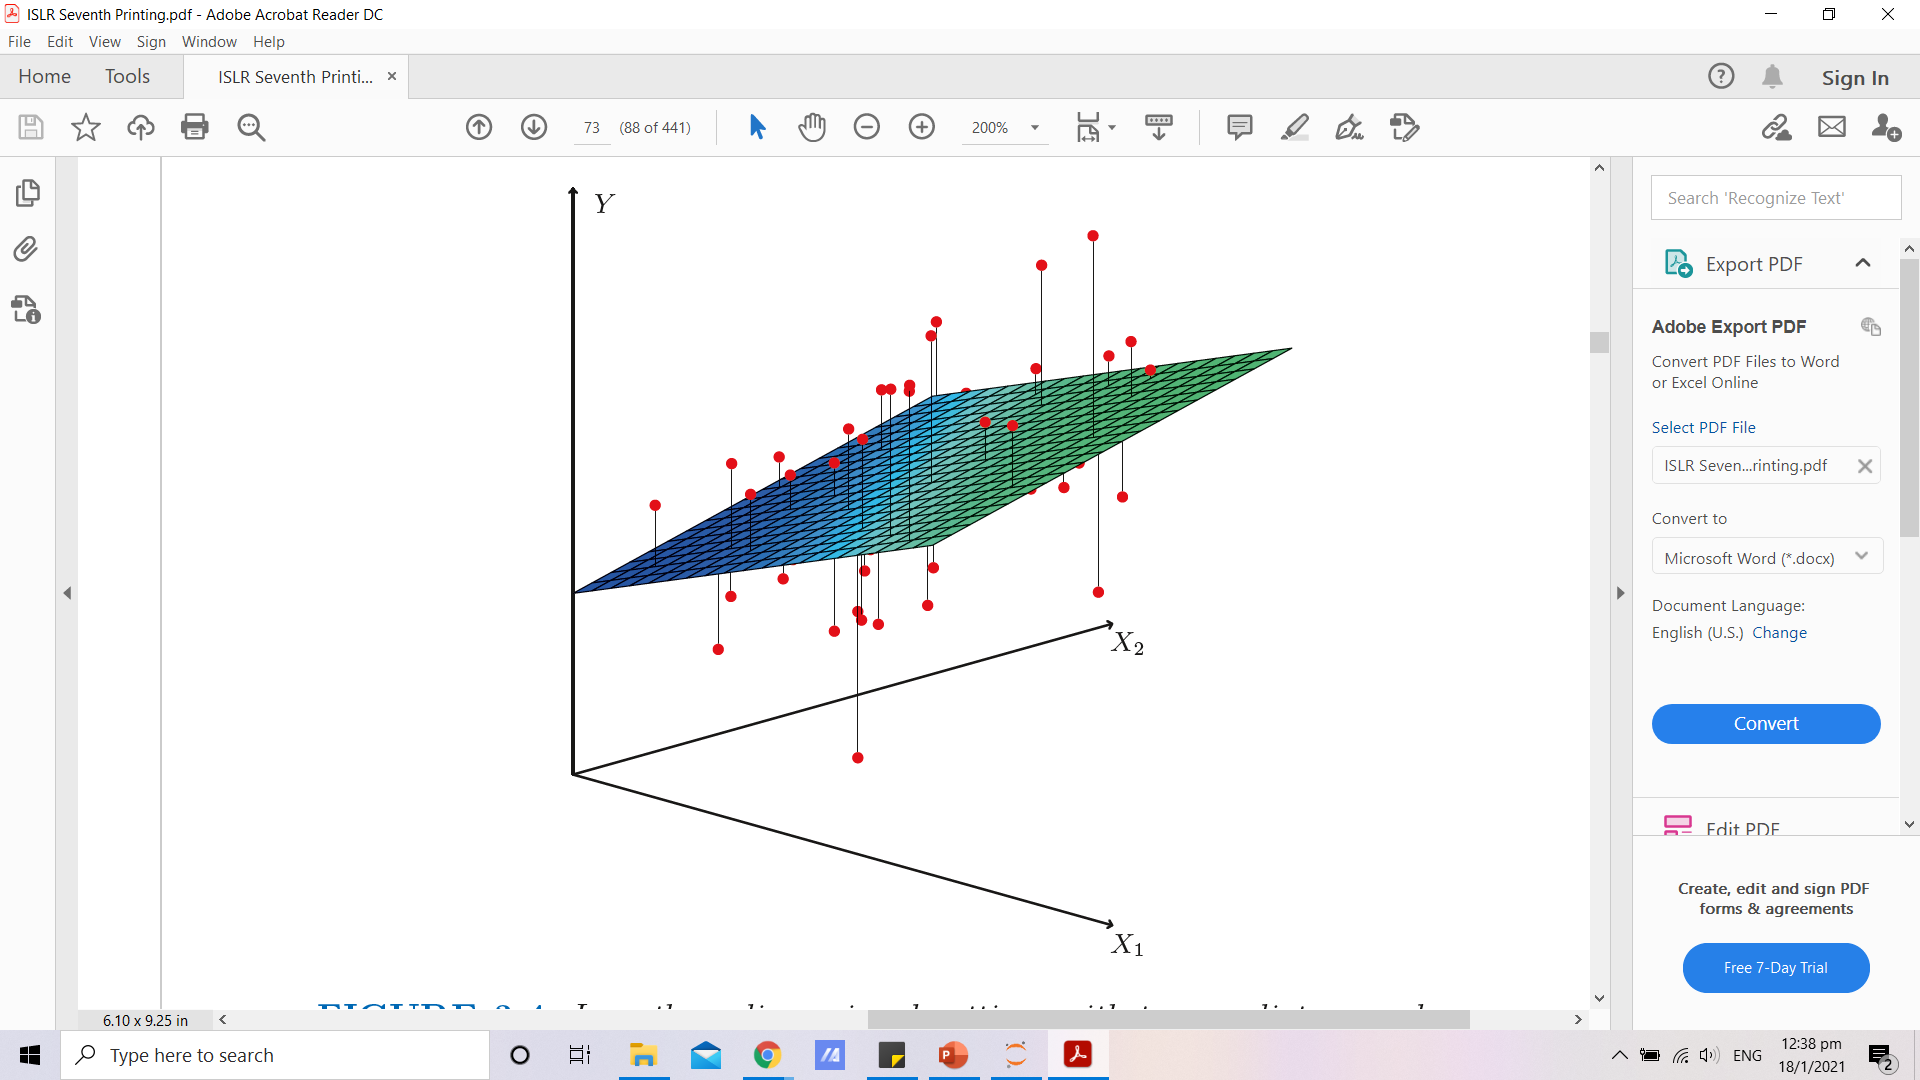 ISLR Seventh Printing.pdf - Adobe Acrobat Reader DC
File Edit View Sign Window Help
Home Tools ISLR Seventh Printi... × Sign In
73 (88 of 441) 200%
Y
X2
X1
Search 'Recognize Text'
Export PDF
Adobe Export PDF
Convert PDF Files to Word
or Excel Online
Select PDF File
ISLR Seven...rinting.pdf
Convert to
Microsoft Word (*.docx)
Document Language:
English (U.S.) Change
Convert
Edit PDF
Create, edit and sign PDF
forms & agreements
Free 7-Day Trial
6.10 x 9.25 in
Type here to search
ENG
12:38 pm
18/1/2021
2